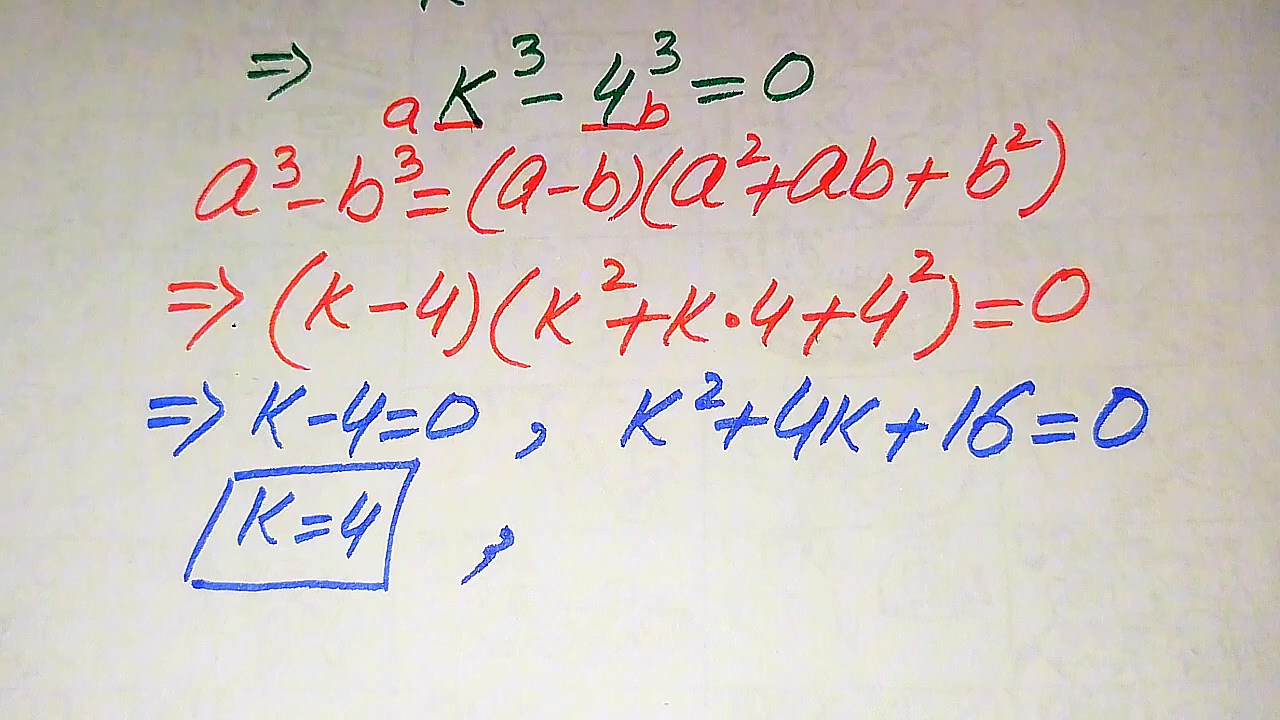 ⇒ K³ - 4³ = 0
a b
a³ - b³ = (a-b)(a²+ab+b²)
⇒ (K-4)(K²+K·4+4²)=0
⇒ K-4=0 , K²+4K+16=0
K=4 ,